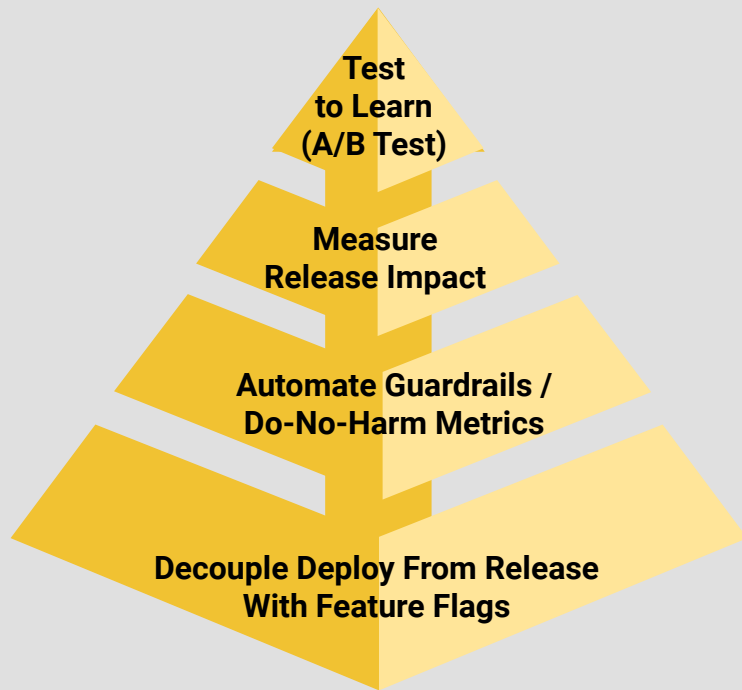 Test
to Learn
(A/B Test)
Measure
Release Impact
Automate Guardrails /
Do-No-Harm Metrics
Decouple Deploy From Release
With Feature Flags